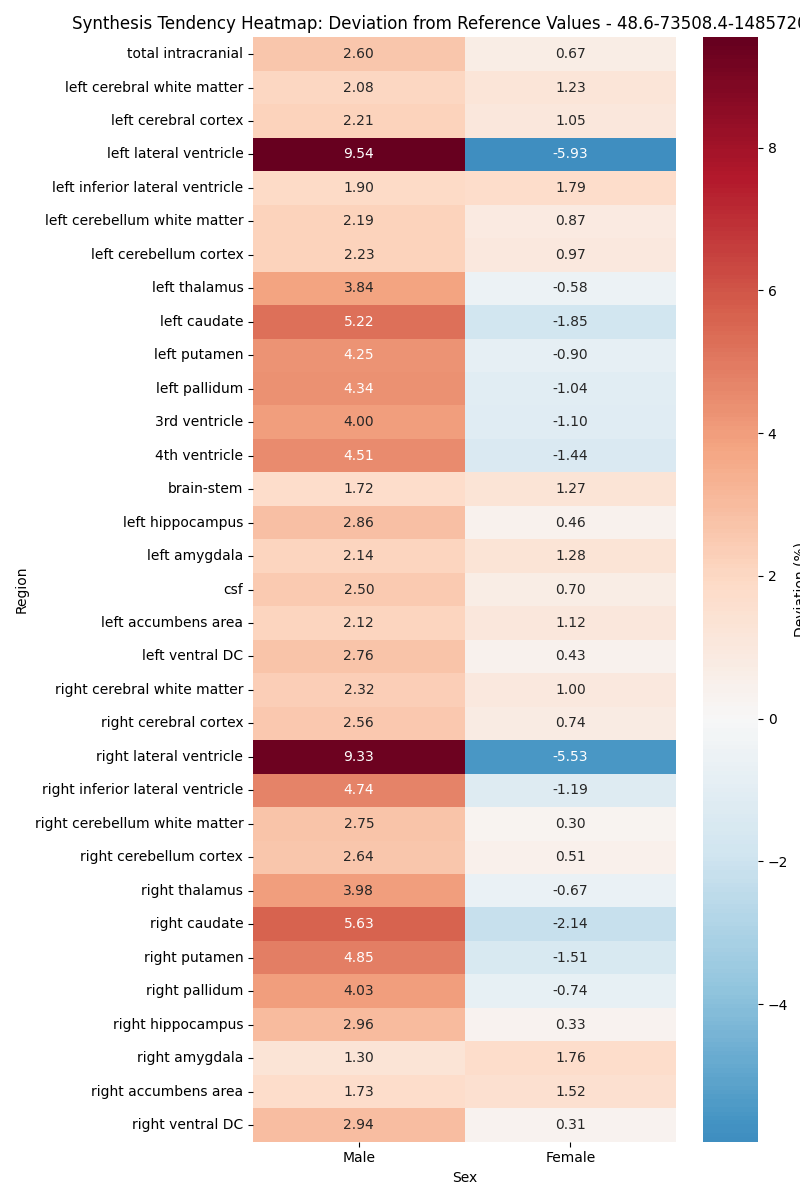 Synthesis Tendency Heatmap: Deviation from Reference Values - 48.6-73508.4-1485720
total intracranial 2.60 0.67
left cerebral white matter 2.08 1.23
left cerebral cortex 2.21 1.05
left lateral ventricle 9.54 -5.93
left inferior lateral ventricle 1.90 1.79
left cerebellum white matter 2.19 0.87
left cerebellum cortex 2.23 0.97
left thalamus 3.84 -0.58
left caudate 5.22 -1.85
left putamen 4.25 -0.90
left pallidum 4.34 -1.04
3rd ventricle 4.00 -1.10
4th ventricle 4.51 -1.44
brain-stem 1.72 1.27
left hippocampus 2.86 0.46
left amygdala 2.14 1.28
csf 2.50 0.70
left accumbens area 2.12 1.12
left ventral DC 2.76 0.43
right cerebral white matter 2.32 1.00
right cerebral cortex 2.56 0.74
right lateral ventricle 9.33 -5.53
right inferior lateral ventricle 4.74 -1.19
right cerebellum white matter 2.75 0.30
right cerebellum cortex 2.64 0.51
right thalamus 3.98 -0.67
right caudate 5.63 -2.14
right putamen 4.85 -1.51
right pallidum 4.03 -0.74
right hippocampus 2.96 0.33
right amygdala 1.30 1.76
right accumbens area 1.73 1.52
right ventral DC 2.94 0.31
Male Female
Sex
Region
8
6
4
2
0
−2
−4
Deviation (%)